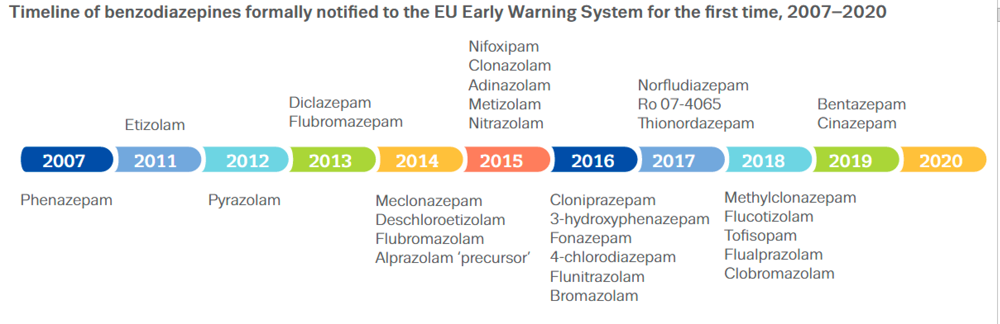 Timeline of benzodiazepines formally notified to the EU Early Warning System for the first time, 2007–2020
Nifoxipam
Clonazolam
Adinazolam
Metizolam
Nitrazolam
Norfludiazepam
Ro 07-4065
Thionordazepam
Diclazepam
Flubromazepam
Bentazepam
Cinazepam
Etizolam
2007
2011
2012
2013
2014
2015
2016
2017
2018
2019
2020
Phenazepam
Pyrazolam
Meclonazepam
Deschloroetizolam
Flubromazolam
Alprazolam ‘precursor’
Cloniprazepam
3-hydroxyphenazepam
Fonazepam
4-chlorodiazepam
Flunitrazolam
Bromazolam
Methylclonazepam
Flucotizolam
Tofisopam
Flualprazolam
Clobromazolam